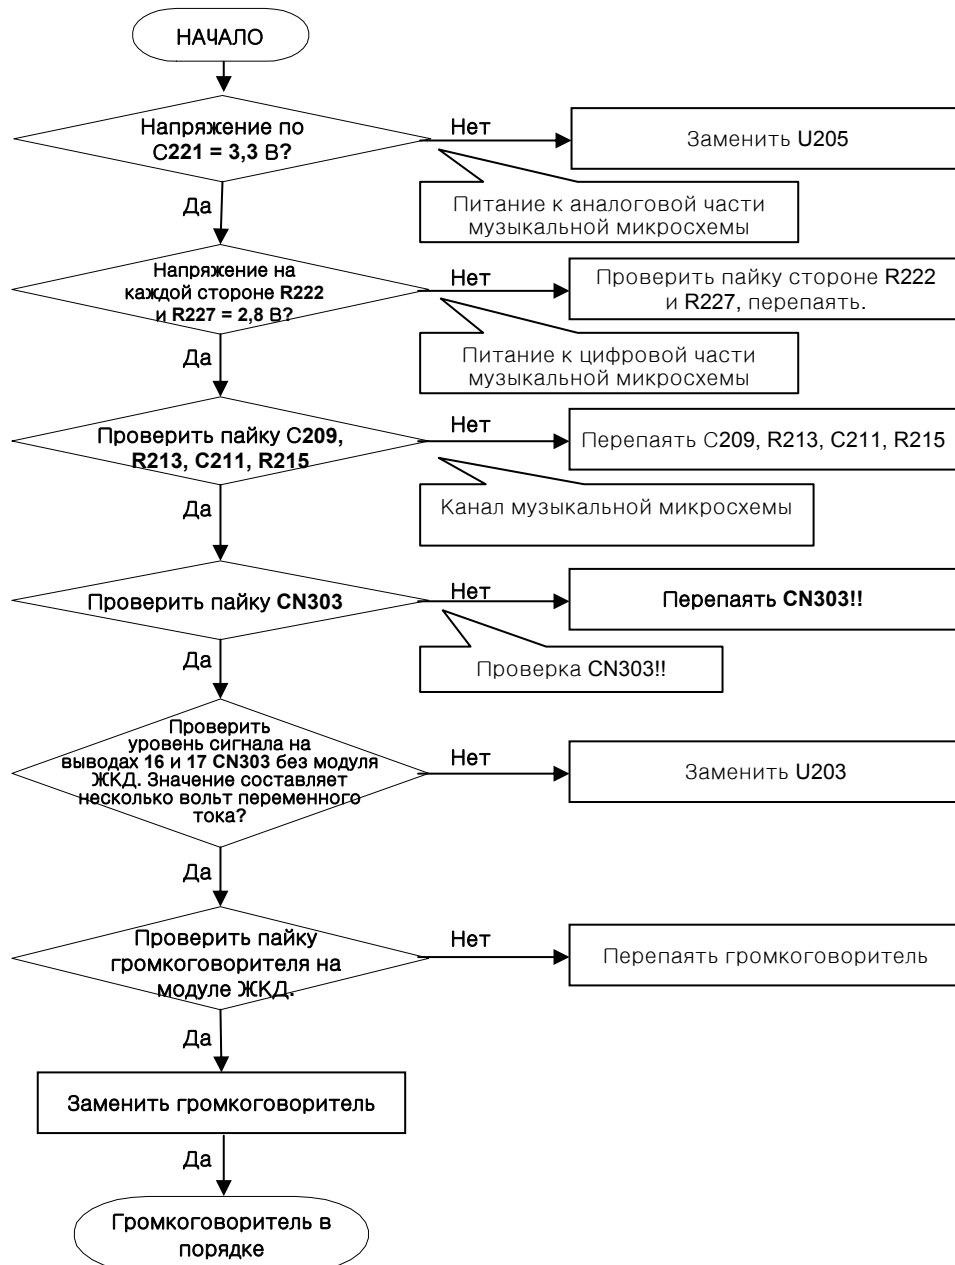 НАЧАЛО
Напряжение по
C221 = 3,3 В?
Нет
Заменить U205
Питание к аналоговой части
музыкальной микросхемы
Да
Напряжение на
каждой стороне R222
и R227 = 2,8 В?
Нет
Проверить пайку стороне R222
и R227, перепаять.
Питание к цифровой части
музыкальной микросхемы
Да
Проверить пайку C209,
R213, C211, R215
Нет
Перепаять C209, R213, C211, R215
Канал музыкальной микросхемы
Да
Проверить пайку CN303
Нет
Перепаять CN303!!
Проверка CN303!!
Да
Проверить
уровень сигнала на
выводах 16 и 17 CN303 без модуля
ЖКД. Значение составляет
несколько вольт переменного
тока?
Нет
Заменить U203
Да
Проверить пайку
громкоговорителя на
модуле ЖКД.
Нет
Перепаять громкоговоритель
Да
Заменить громкоговоритель
Да
Громкоговоритель в
порядке